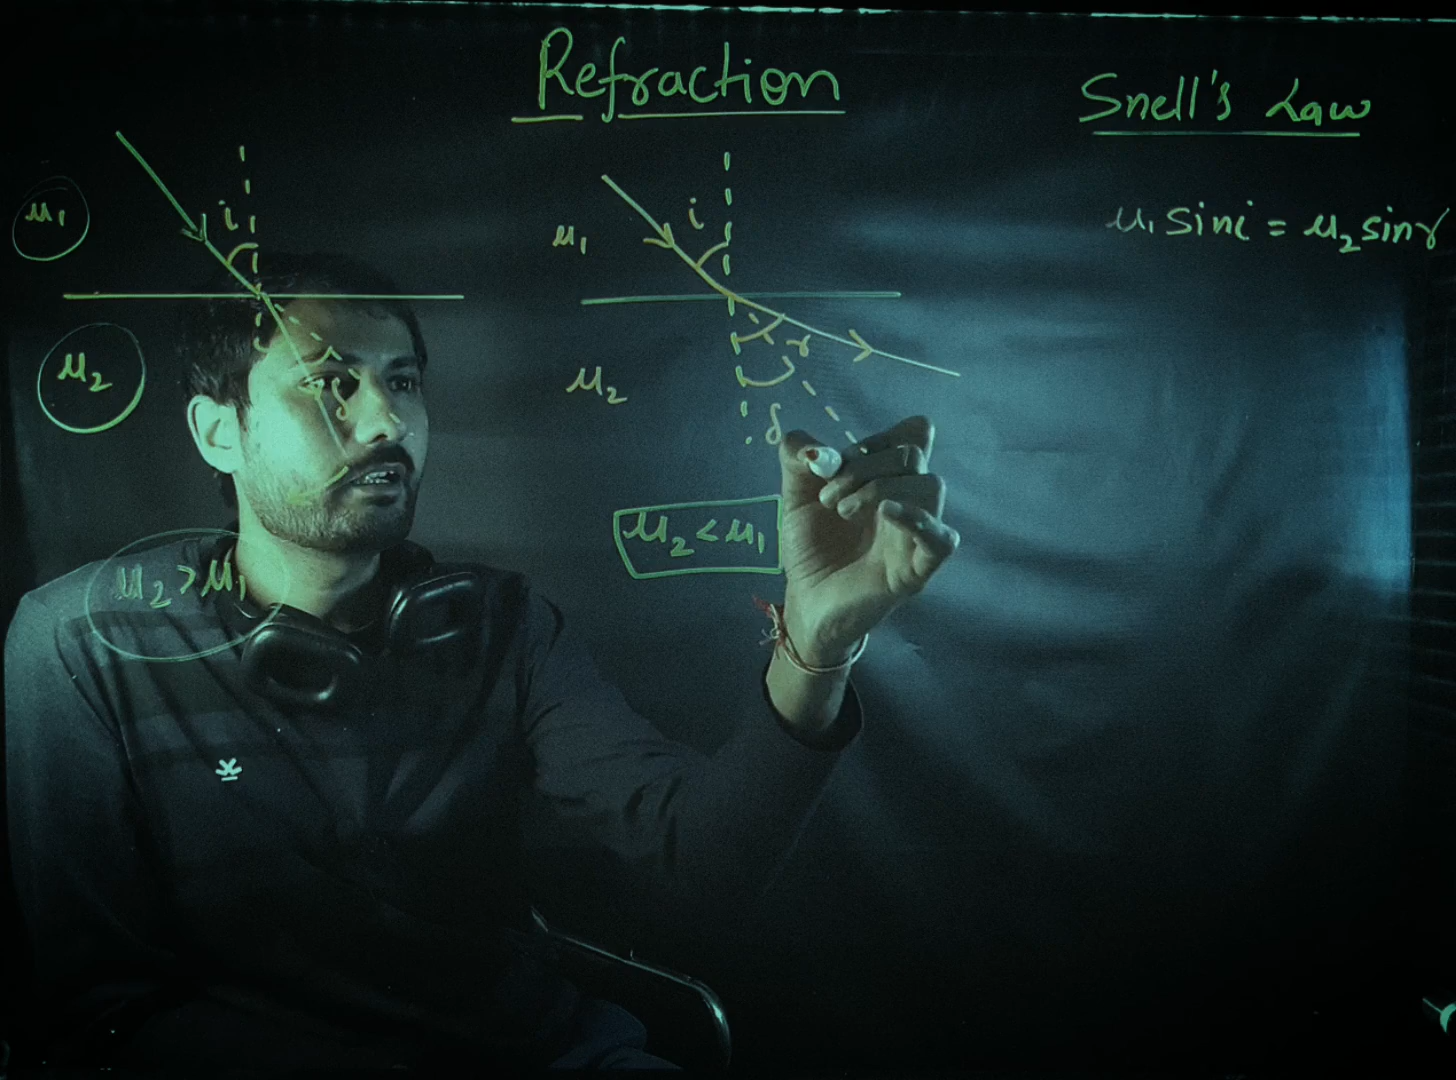 Refraction
Snell's Law
μ₁ sin i = μ₂ sin r
μ₁
i
μ₂
r
δ
μ₂ > μ₁
μ₁
i
μ₂
r
δ
μ₂ < μ₁